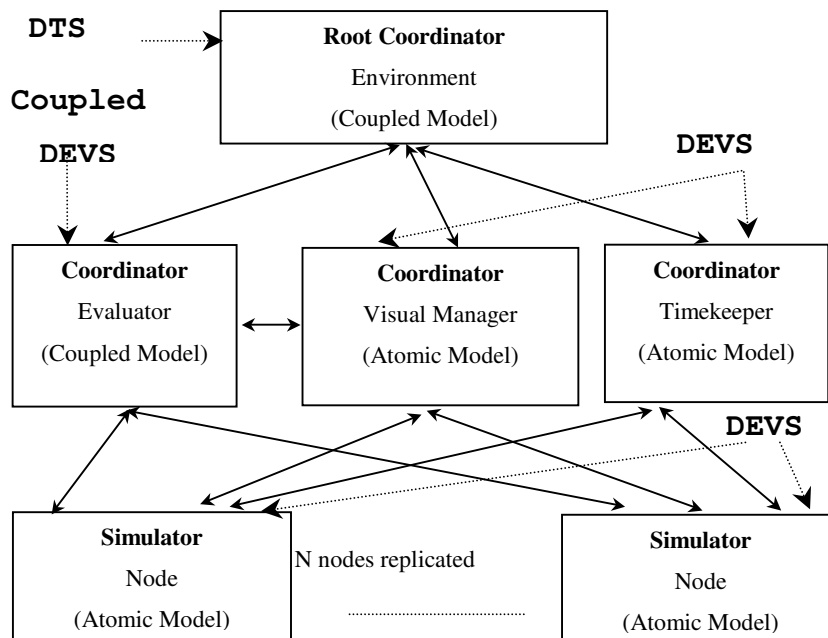 DTS
Root Coordinator
Environment
(Coupled Model)
Coupled
DEVS
DEVS
Coordinator
Evaluator
(Coupled Model)
Coordinator
Visual Manager
(Atomic Model)
Coordinator
Timekeeper
(Atomic Model)
DEVS
Simulator
Node
(Atomic Model)
N nodes replicated
Simulator
Node
(Atomic Model)